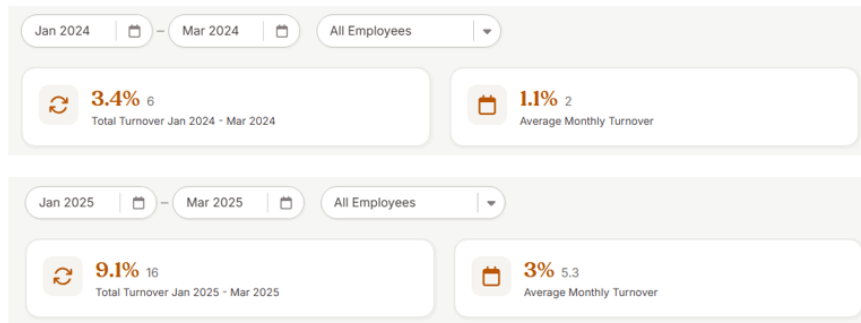 Jan 2024 – Mar 2024 All Employees
3.4% 6
Total Turnover Jan 2024 - Mar 2024
1.1% 2
Average Monthly Turnover
Jan 2025 – Mar 2025 All Employees
9.1% 16
Total Turnover Jan 2025 - Mar 2025
3% 5.3
Average Monthly Turnover